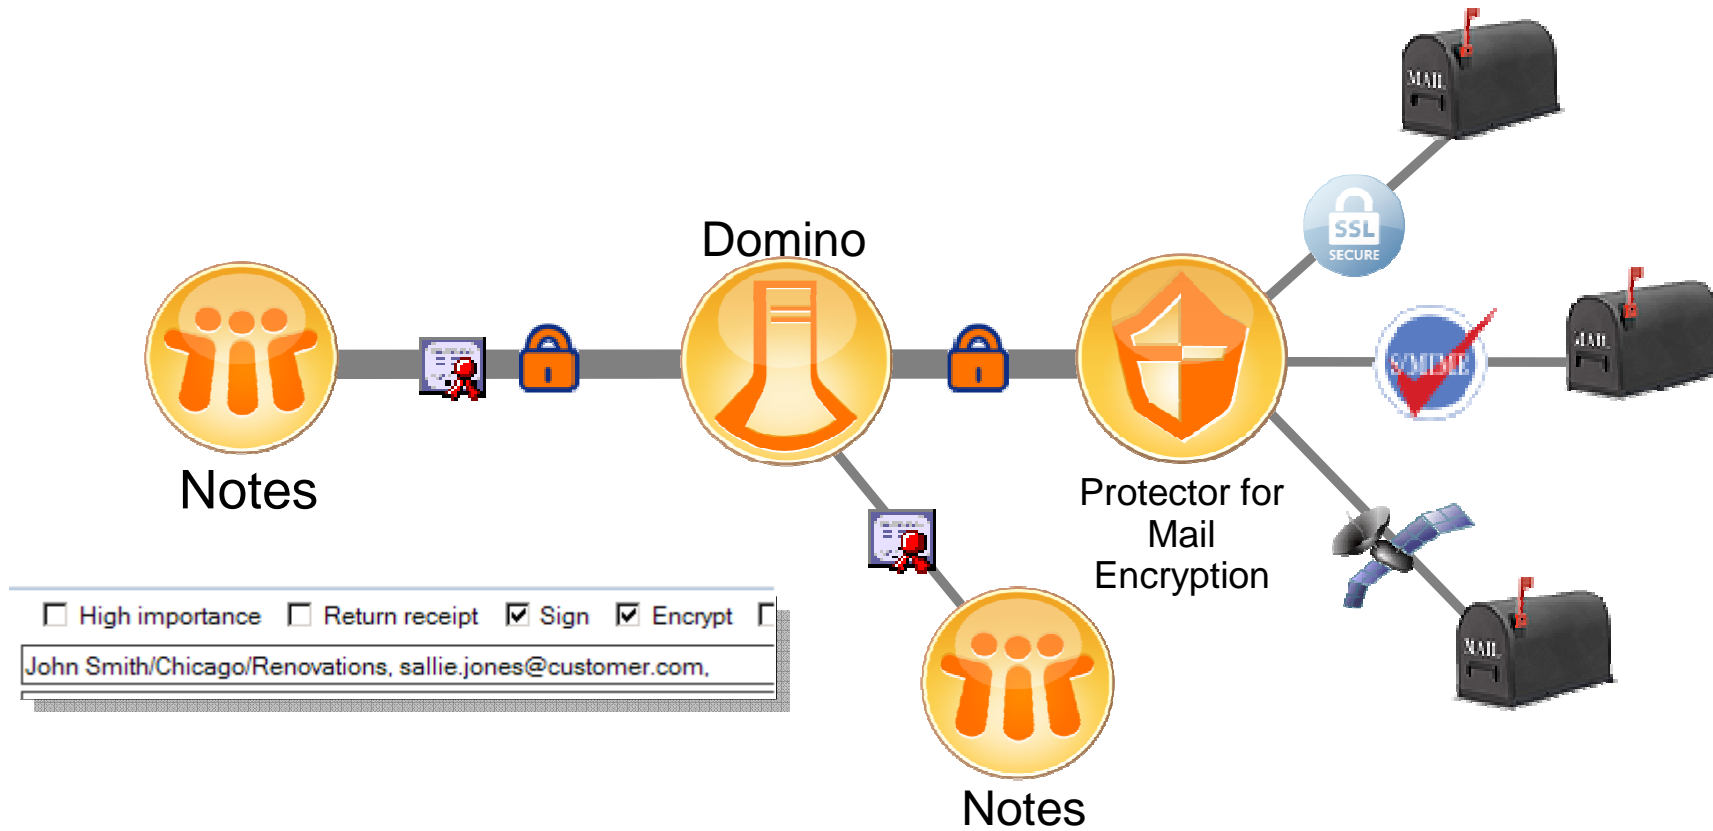 MAIL
SSL
SECURE
Domino
S/MIME
MAIL
Notes
Protector for
Mail
Encryption
High importance Return receipt Sign Encrypt
John Smith/Chicago/Renovations, sallie.jones@customer.com,
MAIL
Notes